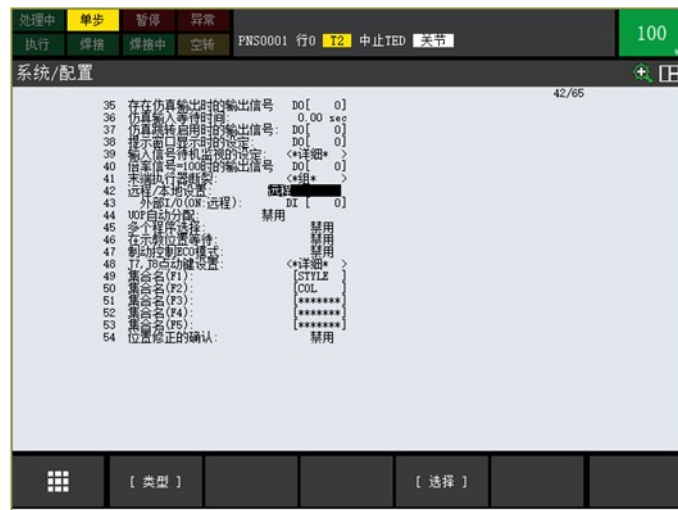 处理中 单步 暂停 异常
执行 焊接 焊接中 空转 PNS0001 行0 T2 中止TED 关节 100
系统/配置
42/65
35 存在仿真输出时的输出信号 DO[ 0]
36 仿真输入等待时间: 0.00 sec
37 仿真跳转启用时的输出信号: DO[ 0]
38 提示窗口显示时的设定: DO[ 0]
39 输入信号待机监视的设定: <*详细* >
40 倍率信号=100时的输出信号 DO[ 0]
41 末端执行器断裂: <*组* >
42 远程/本地设置: 远程
43 外部I/O(ON:远程): DI [ 0]
44 UOP自动分配: 禁用
45 多个程序选择: 禁用
46 在示教位置等待: 禁用
47 制动控制ECO模式: 禁用
48 J7,J8点动键设置: <*详细* >
49 集合名(F1): [STYLE ]
50 集合名(F2): [COL ]
51 集合名(F3): [*******]
52 集合名(F4): [*******]
53 集合名(F5): [*******]
54 位置修正的确认: 禁用
[ 类型 ] [ 选择 ]